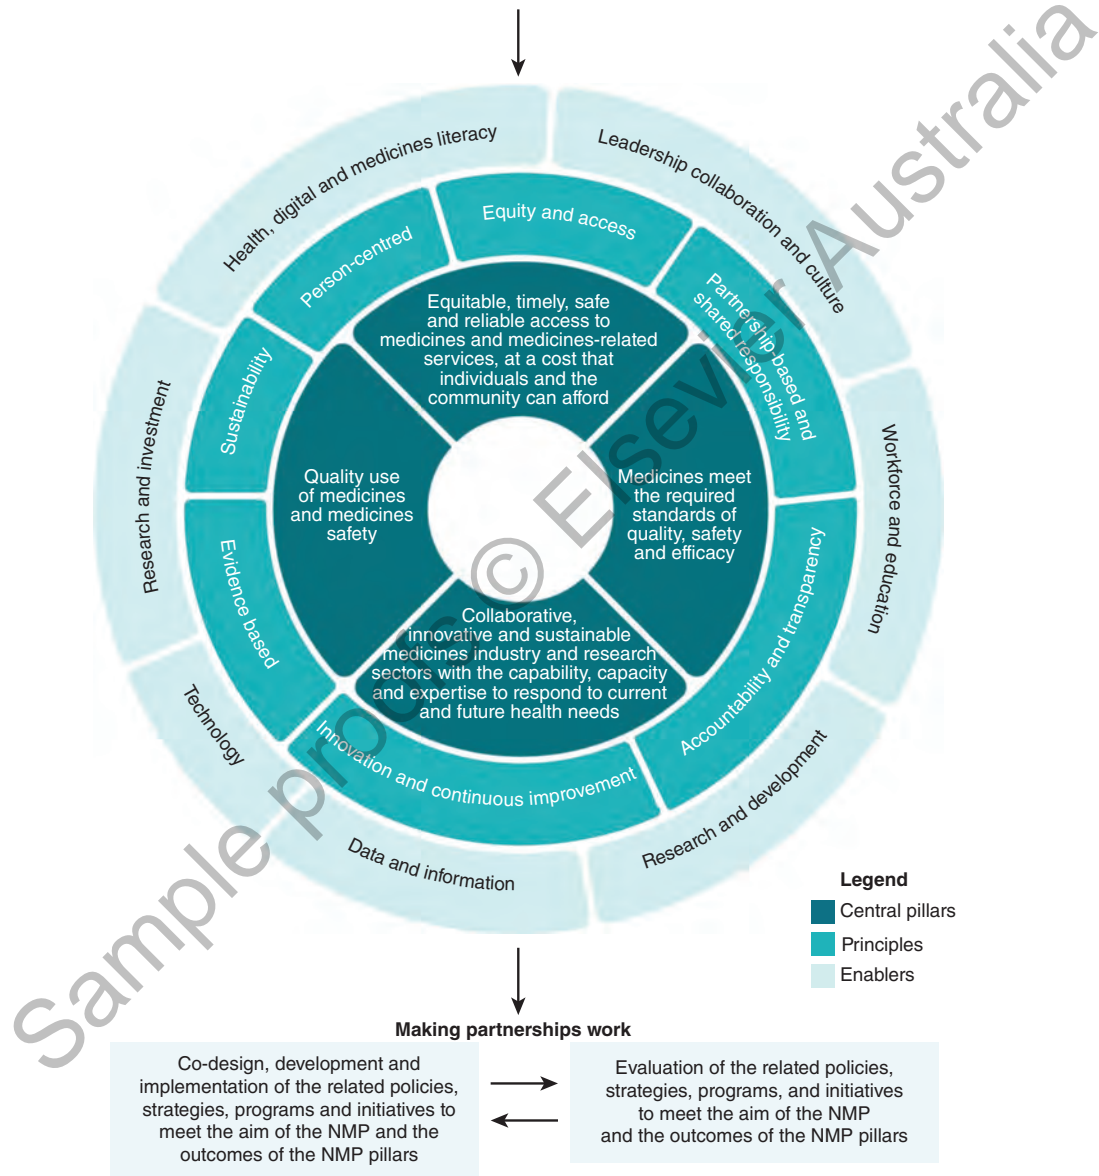 Health, digital and medicines literacy
Leadership collaboration and culture
Person-centred
Equity and access
Partnership-based and
shared responsibility
Equitable, timely, safe
and reliable access to
medicines and medicines-related
services, at a cost that
individuals and the
community can afford
Research and investment
Sustainability
Quality use
of medicines
and medicines
safety
Medicines meet
the required
standards of
quality, safety
and efficacy
Workforce and education
Evidence based
Collaborative,
innovative and sustainable
medicines industry and research
sectors with the capability, capacity
and expertise to respond to current
and future health needs
Accountability and transparency
Technology
Innovation and continuous improvement
Data and information
Research and development
Legend
Central pillars
Principles
Enablers
Making partnerships work
Co-design, development and
implementation of the related policies,
strategies, programs and initiatives to
meet the aim of the NMP and the
outcomes of the NMP pillars
Evaluation of the related policies,
strategies, programs, and initiatives
to meet the aim of the NMP
and the outcomes of the NMP pillars
Sample proofs © Elsevier Australia